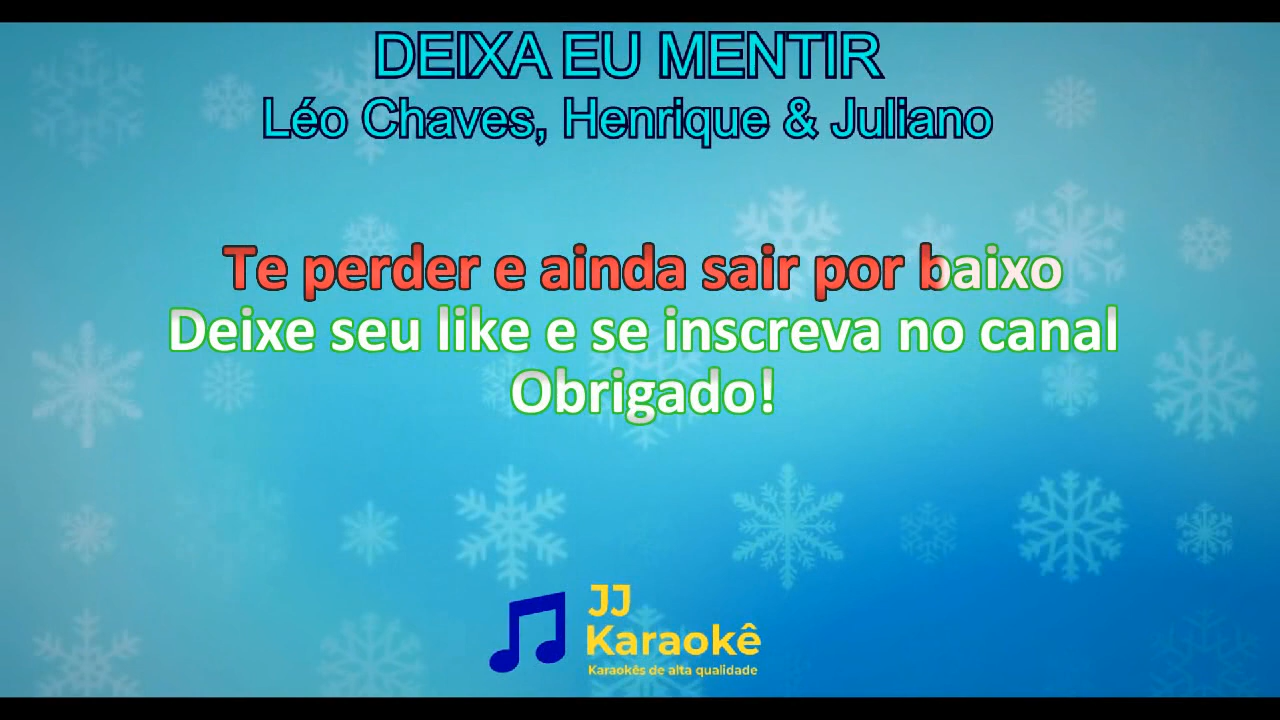 DEIXA EU MENTIR
Léo Chaves, Henrique & Juliano
Te perder e ainda sair por baixo
Deixe seu like e se inscreva no canal
Obrigado!
JJ
Karaokê
Karaokês de alta qualidade